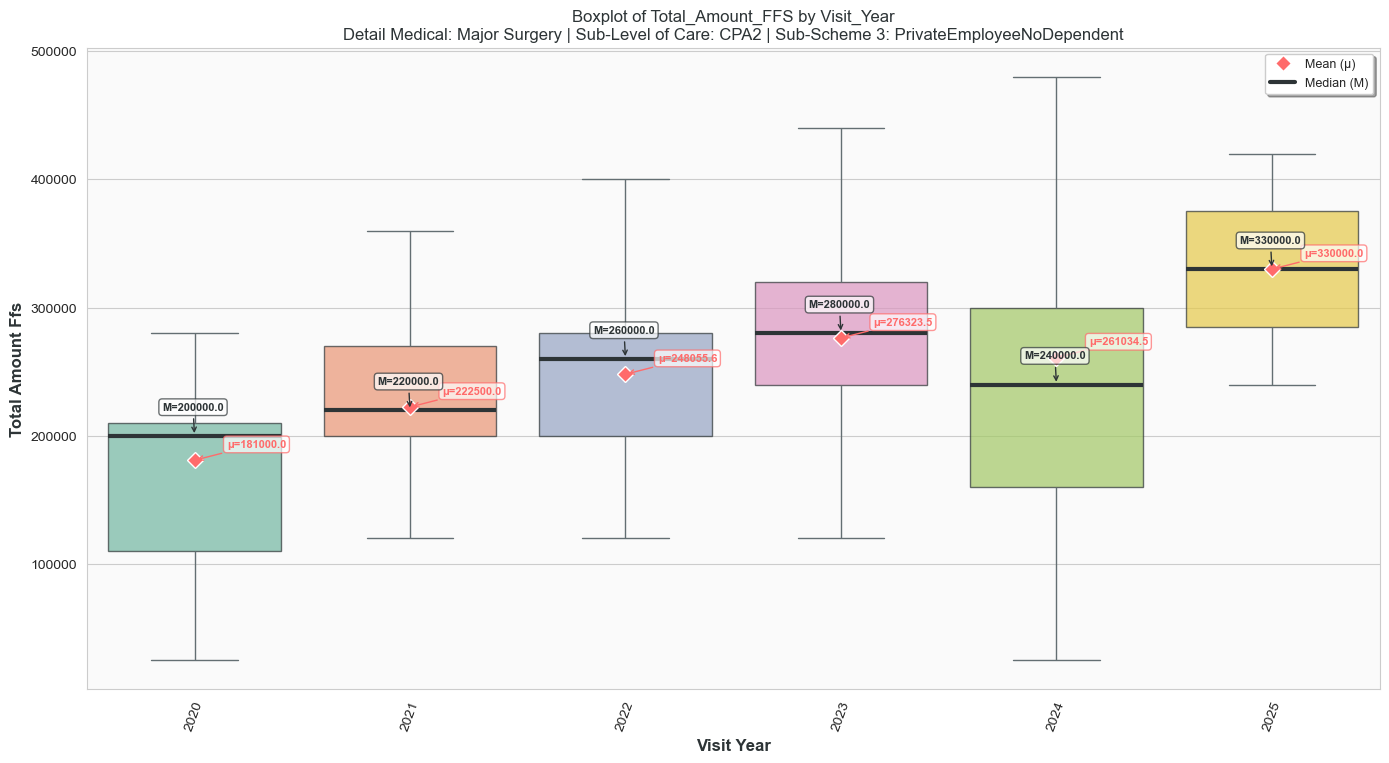 Boxplot of Total_Amount_FFS by Visit_Year
Detail Medical: Major Surgery | Sub-Level of Care: CPA2 | Sub-Scheme 3: PrivateEmployeeNoDependent
Mean (μ)
Median (M)
Total Amount Ffs
500000
400000
300000
200000
100000
M=200000.0
μ=181000.0
M=220000.0
μ=222500.0
M=260000.0
μ=248055.6
M=280000.0
μ=276323.5
M=240000.0
μ=261034.5
M=330000.0
μ=330000.0
2020
2021
2022
2023
2024
2025
Visit Year